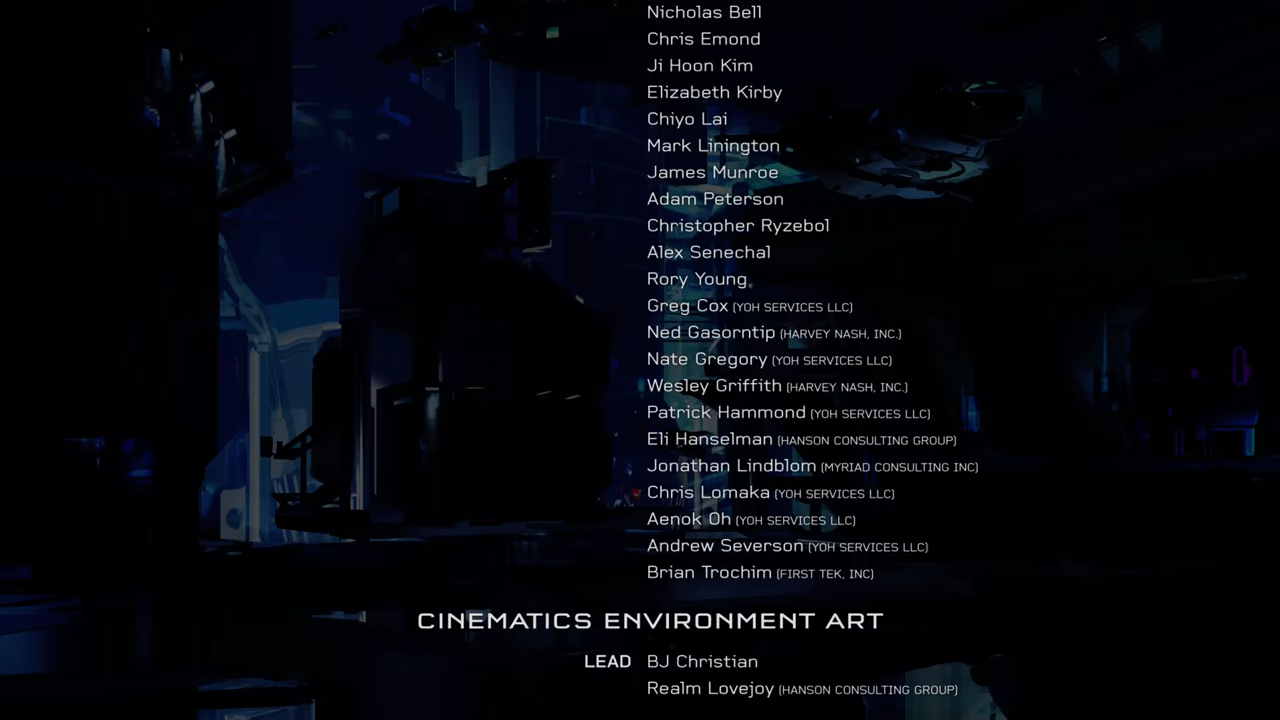 Nicholas Bell
Chris Emond
Ji Hoon Kim
Elizabeth Kirby
Chiyo Lai
Mark Linington
James Munroe
Adam Peterson
Christopher Ryzebol
Alex Senechal
Rory Young
Greg Cox (YOH SERVICES LLC)
Ned Gasorntip (HARVEY NASH, INC.)
Nate Gregory (YOH SERVICES LLC)
Wesley Griffith (HARVEY NASH, INC.)
Patrick Hammond (YOH SERVICES LLC)
Eli Hanselman (HANSON CONSULTING GROUP)
Jonathan Lindblom (MYRIAD CONSULTING INC)
Chris Lomaka (YOH SERVICES LLC)
Aenok Oh (YOH SERVICES LLC)
Andrew Severson (YOH SERVICES LLC)
Brian Trochim (FIRST TEK, INC)
CINEMATICS ENVIRONMENT ART
LEAD BJ Christian
Realm Lovejoy (HANSON CONSULTING GROUP)